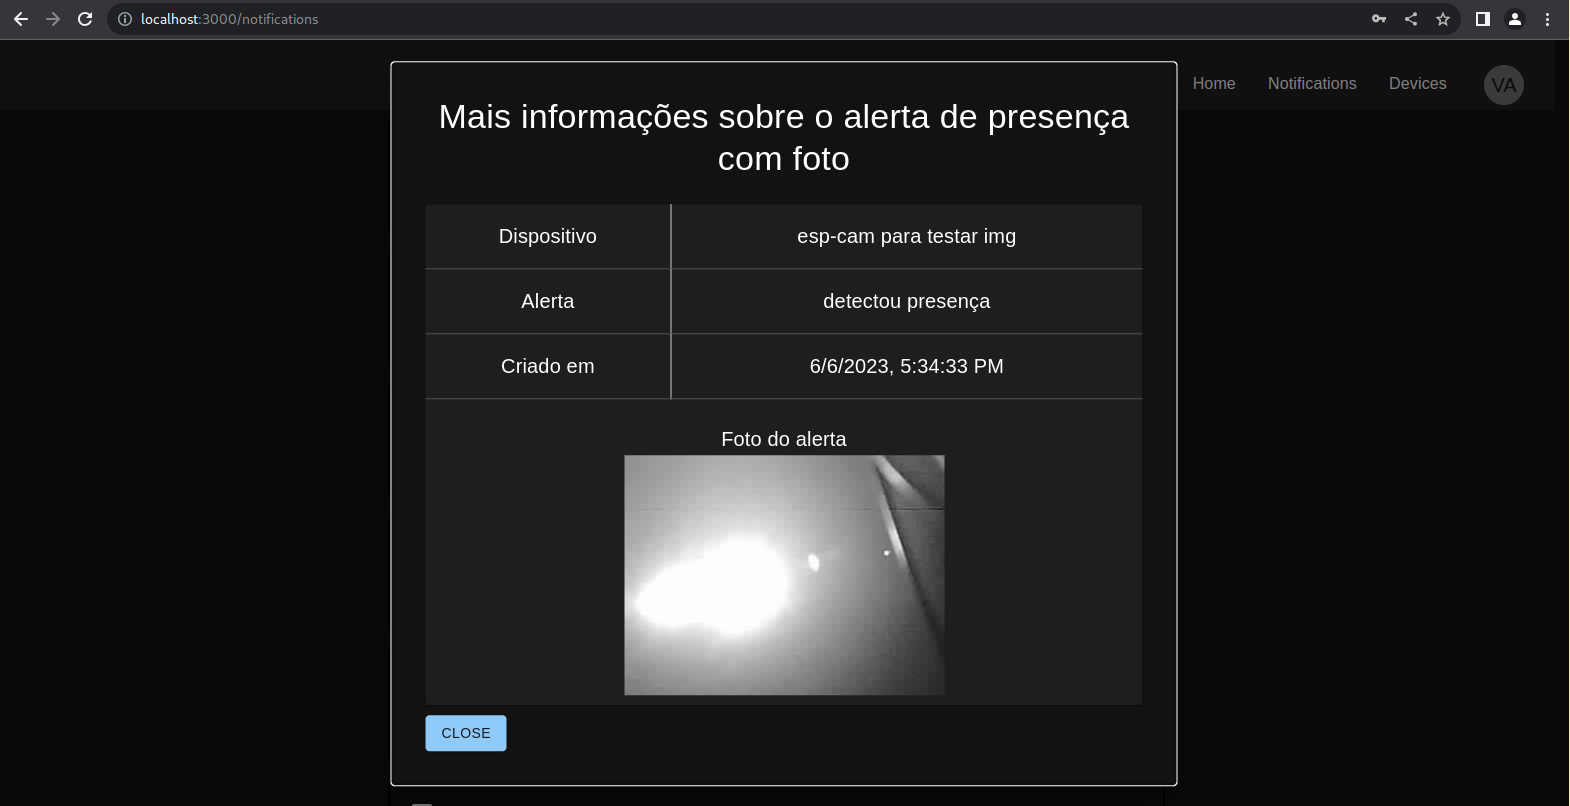 localhost:3000/notifications
Home Notifications Devices VA
Mais informações sobre o alerta de presença
com foto
Dispositivo esp-cam para testar img
Alerta detectou presença
Criado em 6/6/2023, 5:34:33 PM
Foto do alerta
CLOSE